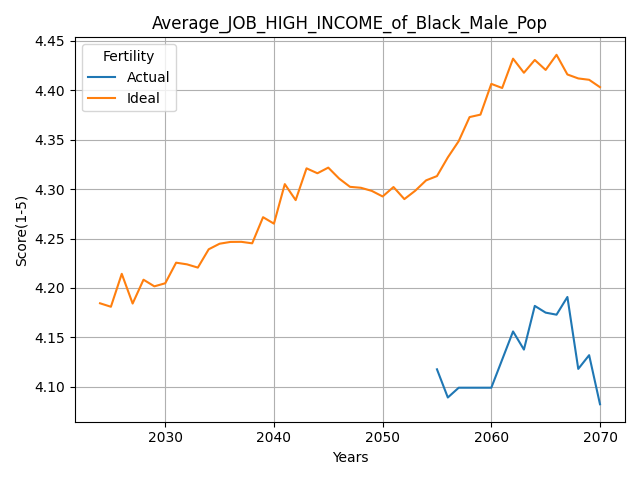 Average_JOB_HIGH_INCOME_of_Black_Male_Pop
Fertility
Actual
Ideal
Score(1-5)
4.45
4.40
4.35
4.30
4.25
4.20
4.15
4.10
2030 2040 2050 2060 2070
Years